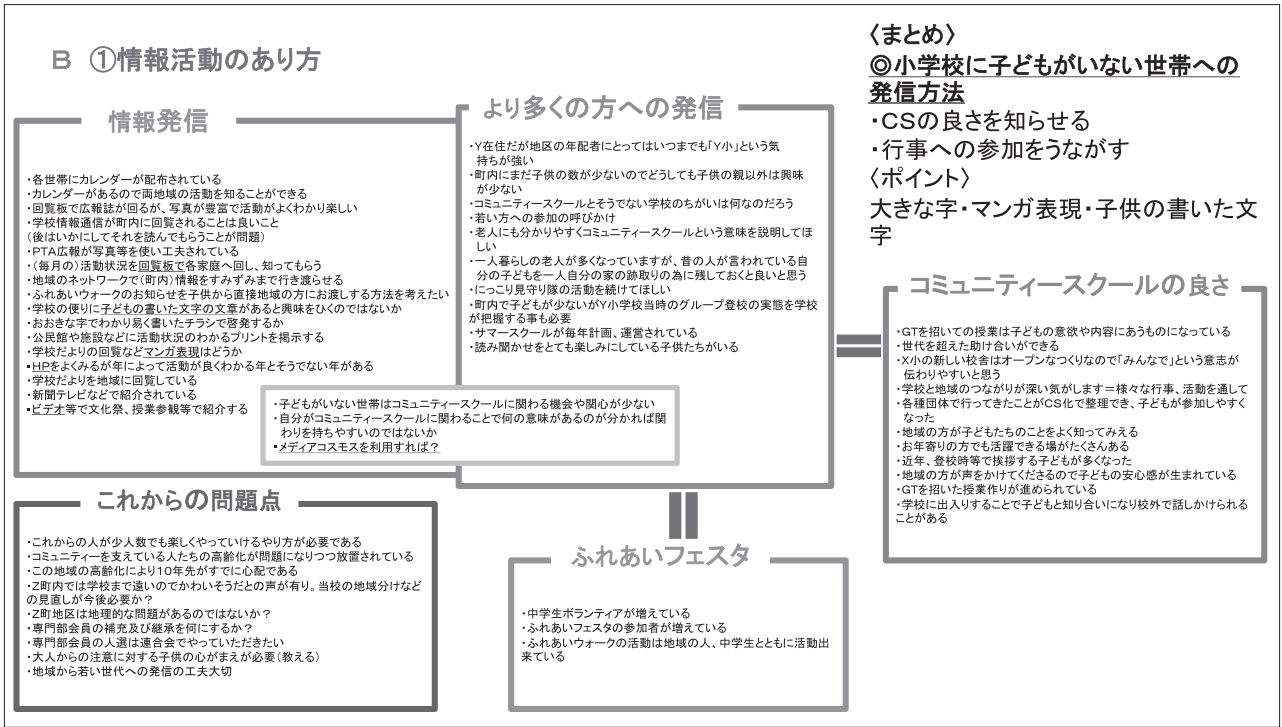 B ①情報活動のあり方
情報発信
・各世帯にカレンダーが配布されている
・カレンダーがあるので両地域の活動を知ることができる
・回覧板で広報誌が回るが、写真が豊富で活動がよくわかり楽しい
・学校情報通信が町内に回覧されることは良いこと
(後はいかにしてそれを読んでもらうことが問題)
・PTA広報が写真等を使い工夫されている
・(毎月の)活動状況を回覧板で各家庭へ回し、知ってもらう
・地域のネットワークで(町内)情報をすみずみまで行き渡らせる
・ふれあいウォークのお知らせを子供から直接地域の方にお渡しする方法を考えたい
・学校の便りに子どもの書いた文字の文章があると興味をひくのではないか
・おおきな字でわかり易く書いたチラシで啓発するか
・公民館や施設などに活動状況のわかるプリントを掲示する
・学校だよりの回覧などマンガ表現はどうか
・HPをよくみるが年によって活動が良くわかる年とそうでない年がある
・学校だよりを地域に回覧している
・新聞テレビなどで紹介されている
・ビデオ等で文化祭、授業参観等で紹介する
より多くの方への発信
・Y在住だが地区の年配者にとってはいつまでも「Y小」という気
持ちが強い
・町内にまだ子供の数が少ないのでどうしても子供の親以外は興味
が少ない
・コミュニティースクールとそうでない学校のちがいは何なのだろう
・若い方への参加の呼びかけ
・老人にも分かりやすくコミュニティースクールという意味を説明してほ
しい
・一人暮らしの老人が多くなっていますが、昔の人が言われている自
分の子どもを一人自分の家の跡取りの為に残しておくと良いと思う
・にっこり見守り隊の活動を続けてほしい
・町内で子どもが少ないがY小学校当時のグループ登校の実態を学校
が把握する事も必要
・サマースクールが毎年計画、運営されている
・読み聞かせをとても楽しみにしている子供たちがいる
・子どもがいない世帯はコミュニティースクールに関わる機会や関心が少ない
・自分がコミュニティースクールに関わることで何の意味があるのが分かれば関
わりを持ちやすいのではないか
・メディアコスモスを利用すれば？
〈まとめ〉
◎小学校に子どもがいない世帯への
発信方法
・CSの良さを知らせる
・行事への参加をうながす
〈ポイント〉
大きな字・マンガ表現・子供の書いた文
字
コミュニティースクールの良さ
・GTを招いての授業は子どもの意欲や内容にあうものになっている
・世代を超えた助け合いができる
・X小の新しい校舎はオープンなつくりなので「みんなで」という意志が
伝わりやすいと思う
・学校と地域のつながりが深い気がします＝様々な行事、活動を通して
・各種団体で行ってきたことがCS化で整理でき、子どもが参加しやすく
なった
・地域の方が子どもたちのことをよく知ってみえる
・お年寄りの方でも活躍できる場がたくさんある
・近年、登校時等で挨拶する子どもが多くなった
・地域の方が声をかけてくださるので子どもの安心感が生まれている
・GTを招いた授業作りが進められている
・学校に出入りすることで子どもと知り合いになり校外で話しかけられる
ことがある
これからの問題点
・これからの人が少人数でも楽しくやっていけるやり方が必要である
・コミュニティーを支えている人たちの高齢化が問題になりつつ放置されている
・この地域の高齢化により10年先がすでに心配である
・Z町内では学校まで遠いのでかわいそうだとの声が有り。当校の地域分けなど
の見直しが今後必要か？
・Z町地区は地理的な問題があるのではないか？
・専門部会員の補充及び継承を何にするか？
・専門部会員の人選は連合会でやっていただきたい
・大人からの注意に対する子供の心がまえが必要(教える)
・地域から若い世代への発信の工夫大切
ふれあいフェスタ
・中学生ボランティアが増えている
・ふれあいフェスタの参加者が増えている
・ふれあいウォークの活動は地域の人、中学生とともに活動出
来ている